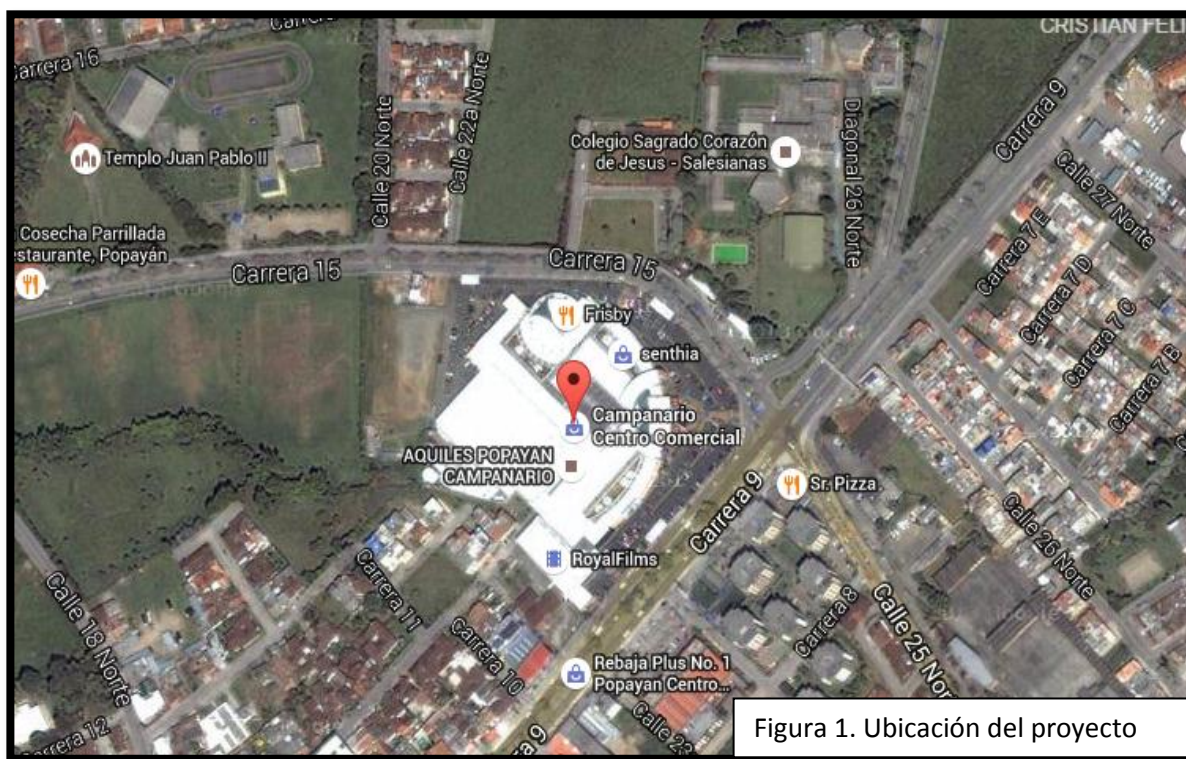 CRISTIAN FELI
Carrera 16
Calle 20 Norte
Calle 22a Norte
Templo Juan Pablo II
Colegio Sagrado Corazón
de Jesus - Salesianas
Diagonal 26 Norte
Carrera 9
Calle 27 Norte
Cosecha Parrillada
estaurante, Popayán
Carrera 15
Carrera 15
Carrera 7 E
Carrera 7 D
Carrera 7 C
Carrera 7 B
Frisby
senthia
Campanario
Centro Comercial
AQUILES POPAYAN
CAMPANARIO
Sr. Pizza
Carrera 9
Calle 26 Norte
RoyalFilms
Carrera 11
Carrera 10
Carrera 8
Calle 25 Nor
Calle 18 Norte
Rebaja Plus No. 1
Popayan Centro...
Carrera 12
Calle 23
a 9
Figura 1. Ubicación del proyecto